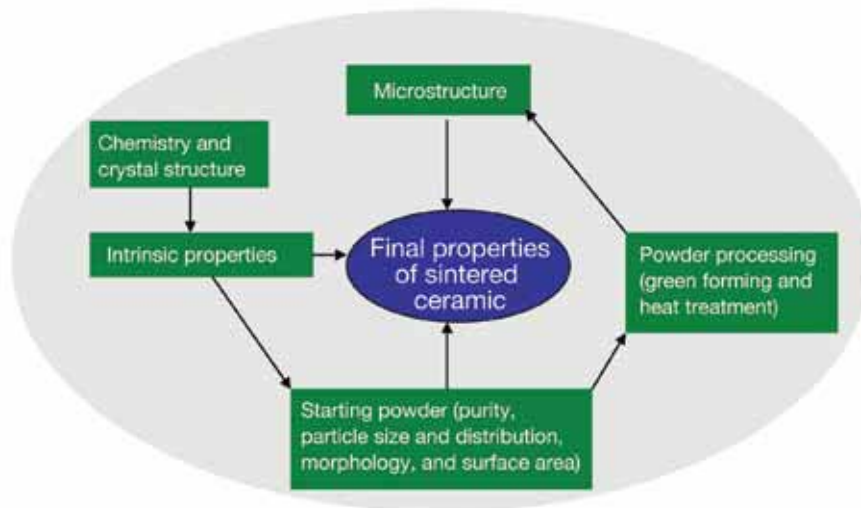 Microstructure
Chemistry and
crystal structure
Intrinsic properties
Final properties
of sintered
ceramic
Powder processing
(green forming and
heat treatment)
Starting powder (purity,
particle size and distribution,
morphology, and surface area)